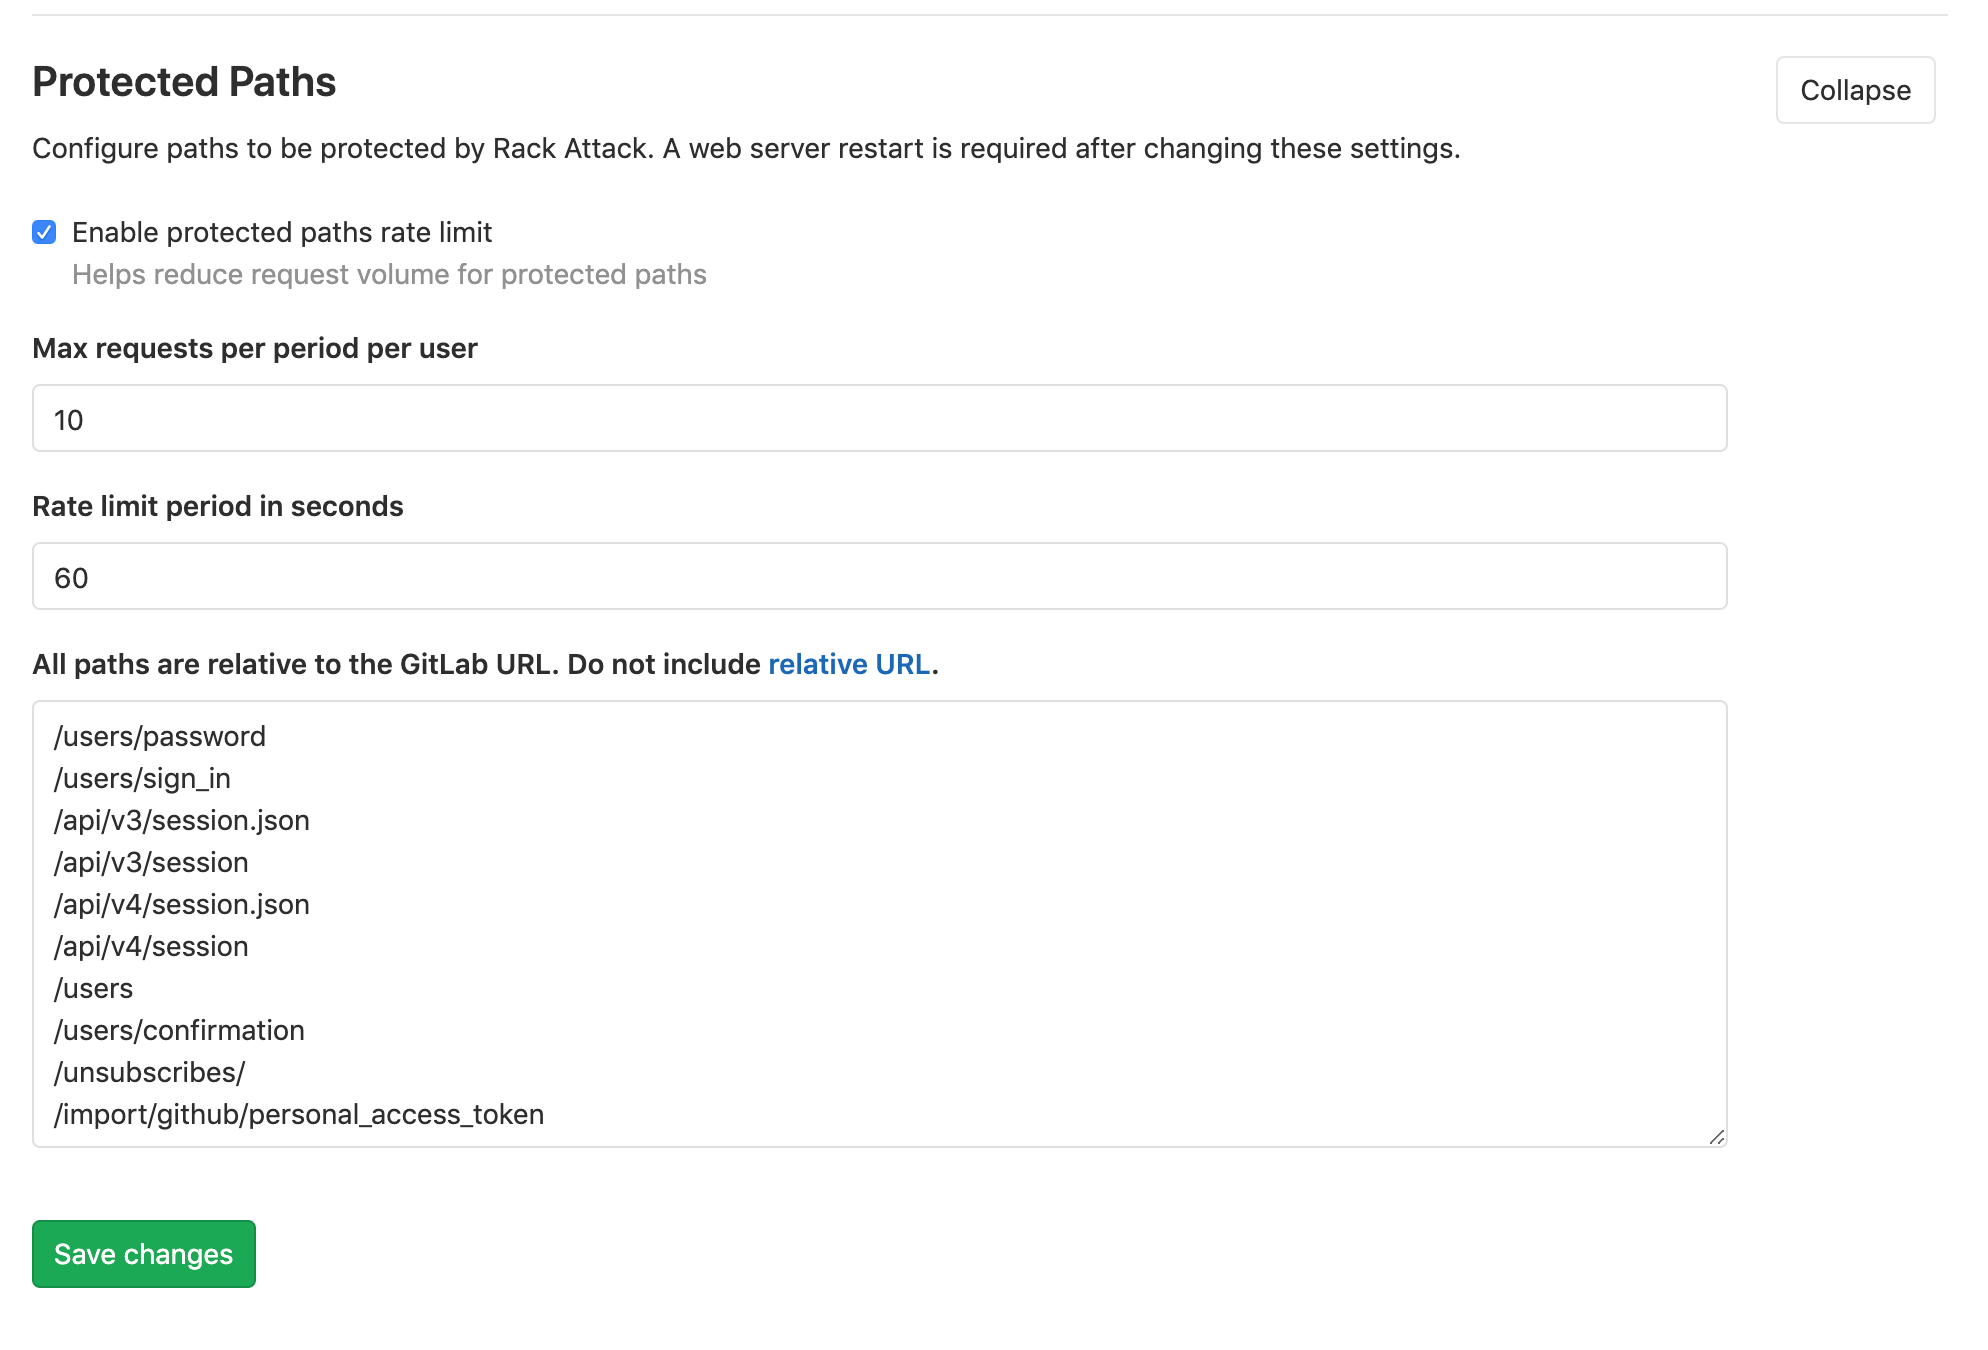 Protected Paths
Collapse
Configure paths to be protected by Rack Attack. A web server restart is required after changing these settings.
Enable protected paths rate limit
Helps reduce request volume for protected paths
Max requests per period per user
10
Rate limit period in seconds
60
All paths are relative to the GitLab URL. Do not include relative URL.
/users/password
/users/sign_in
/api/v3/session.json
/api/v3/session
/api/v4/session.json
/api/v4/session
/users
/users/confirmation
/unsubscribes/
/import/github/personal_access_token
Save changes